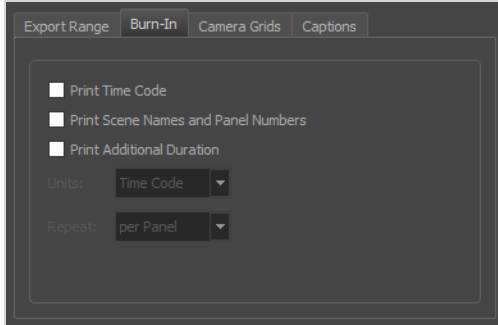 Export Range Burn-In Camera Grids Captions
Print Time Code
Print Scene Names and Panel Numbers
Print Additional Duration
Units: Time Code
Repeat: per Panel